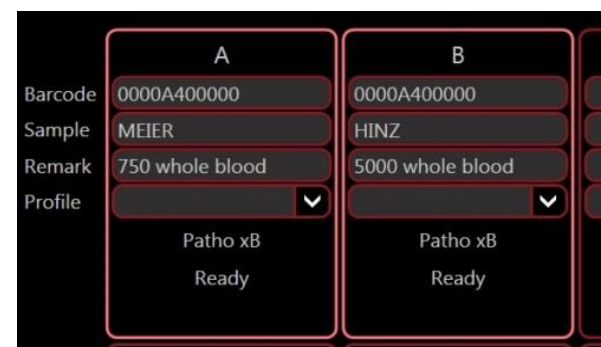 A B
Barcode 0000A400000 0000A400000
Sample MEIER HINZ
Remark 750 whole blood 5000 whole blood
Profile
Patho xB Patho xB
Ready Ready